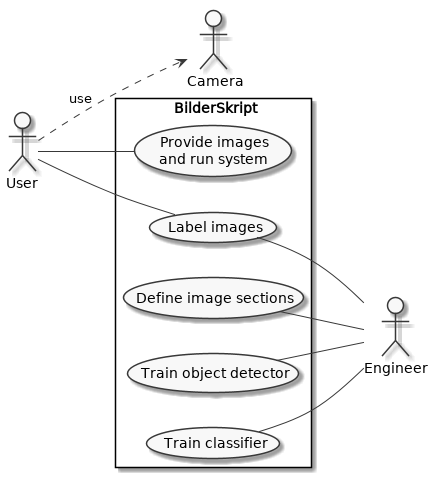 Camera
use
BilderSkript
Provide images
and run system
User
Label images
Define image sections
Engineer
Train object detector
Train classifier